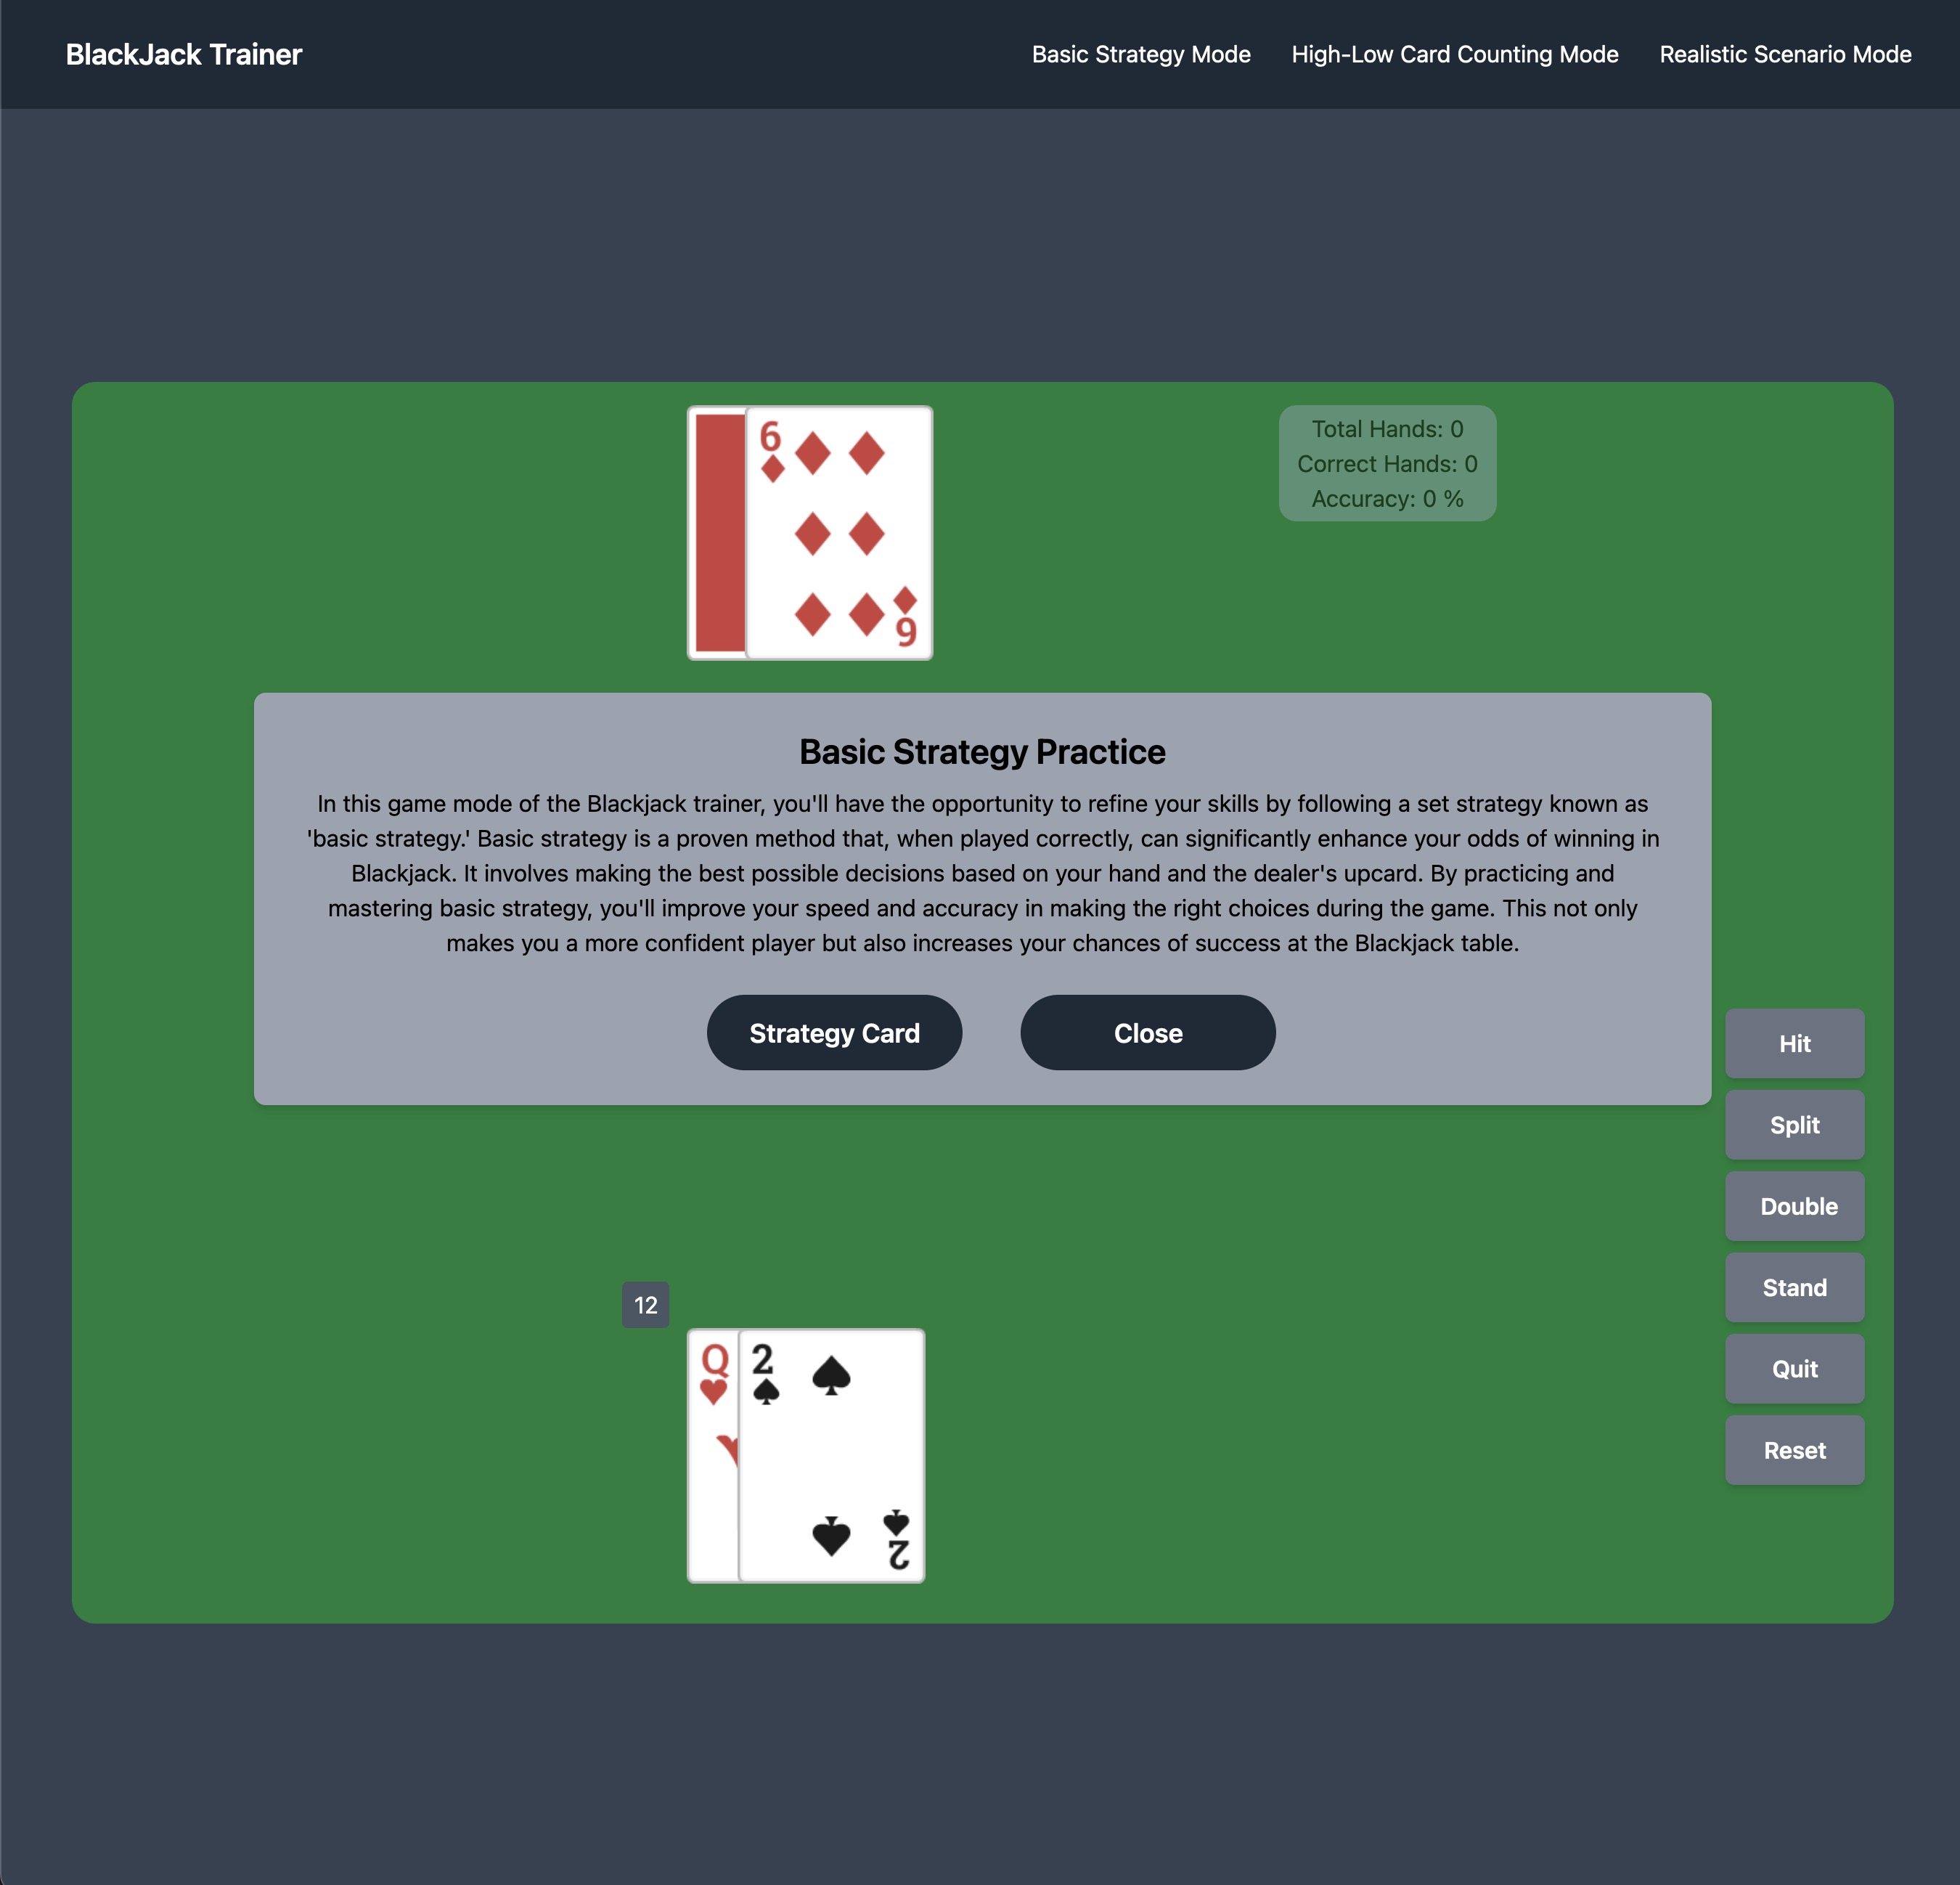 BlackJack Trainer
Basic Strategy Mode
High-Low Card Counting Mode
Realistic Scenario Mode
6
6
Total Hands: 0
Correct Hands: 0
Accuracy: 0 %
Basic Strategy Practice
In this game mode of the Blackjack trainer, you'll have the opportunity to refine your skills by following a set strategy known as
'basic strategy.' Basic strategy is a proven method that, when played correctly, can significantly enhance your odds of winning in
Blackjack. It involves making the best possible decisions based on your hand and the dealer's upcard. By practicing and
mastering basic strategy, you'll improve your speed and accuracy in making the right choices during the game. This not only
makes you a more confident player but also increases your chances of success at the Blackjack table.
Strategy Card
Close
Hit
Split
Double
Stand
Quit
Reset
12
Q
2
2